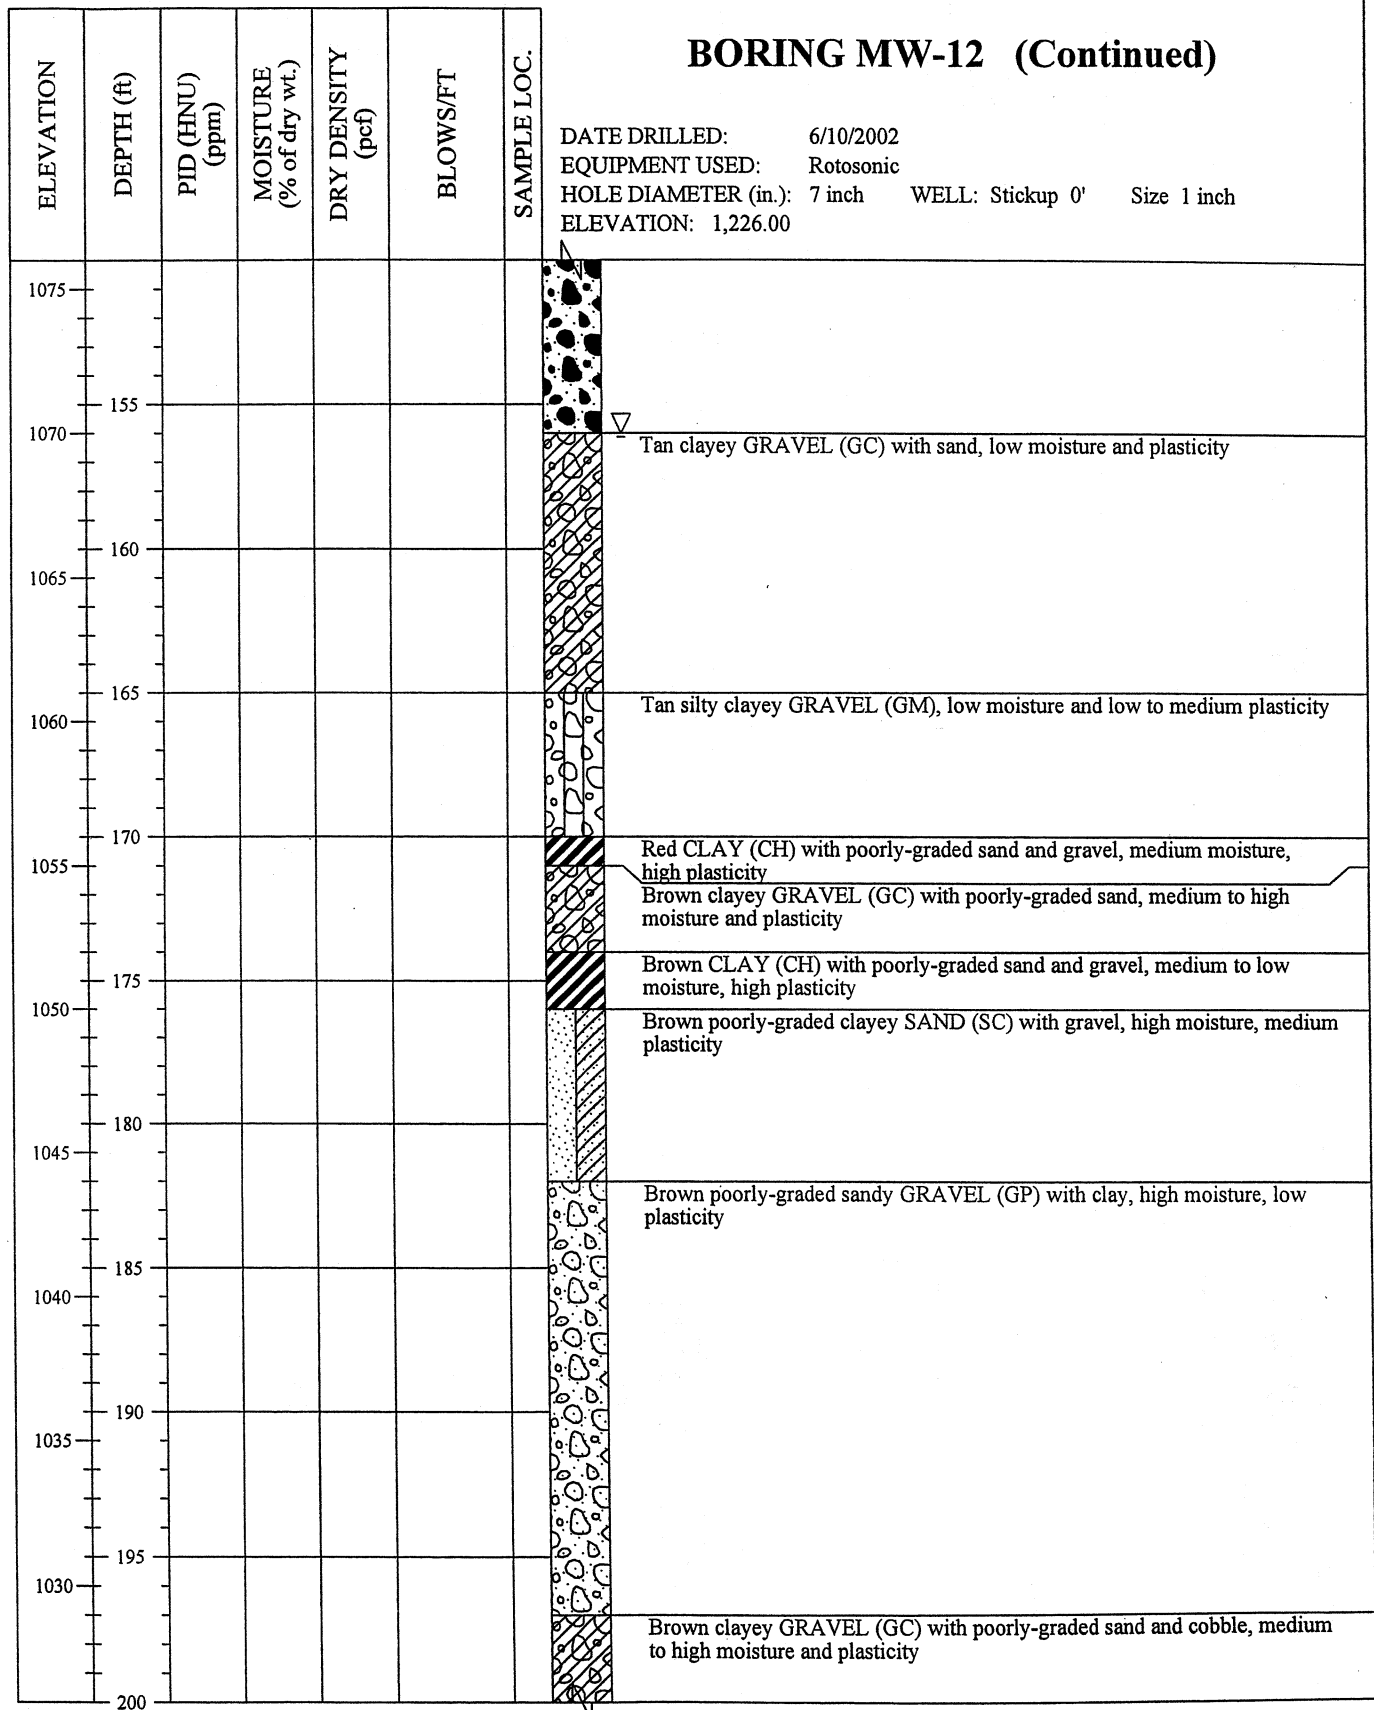 BORING MW-12 (Continued)
ELEVATION
DEPTH (ft)
PID (HNU)
(ppm)
MOISTURE
(% of dry wt.)
DRY DENSITY
(pcf)
BLOWS/FT
SAMPLE LOC.
DATE DRILLED: 6/10/2002
EQUIPMENT USED: Rotosonic
HOLE DIAMETER (in.): 7 inch WELL: Stickup 0' Size 1 inch
ELEVATION: 1,226.00
1075
155
1070
Tan clayey GRAVEL (GC) with sand, low moisture and plasticity
160
1065
165
Tan silty clayey GRAVEL (GM), low moisture and low to medium plasticity
1060
170
Red CLAY (CH) with poorly-graded sand and gravel, medium moisture,
high plasticity
1055
Brown clayey GRAVEL (GC) with poorly-graded sand, medium to high
moisture and plasticity
Brown CLAY (CH) with poorly-graded sand and gravel, medium to low
moisture, high plasticity
175
1050
Brown poorly-graded clayey SAND (SC) with gravel, high moisture, medium
plasticity
180
1045
Brown poorly-graded sandy GRAVEL (GP) with clay, high moisture, low
plasticity
185
1040
190
1035
195
1030
Brown clayey GRAVEL (GC) with poorly-graded sand and cobble, medium
to high moisture and plasticity
200